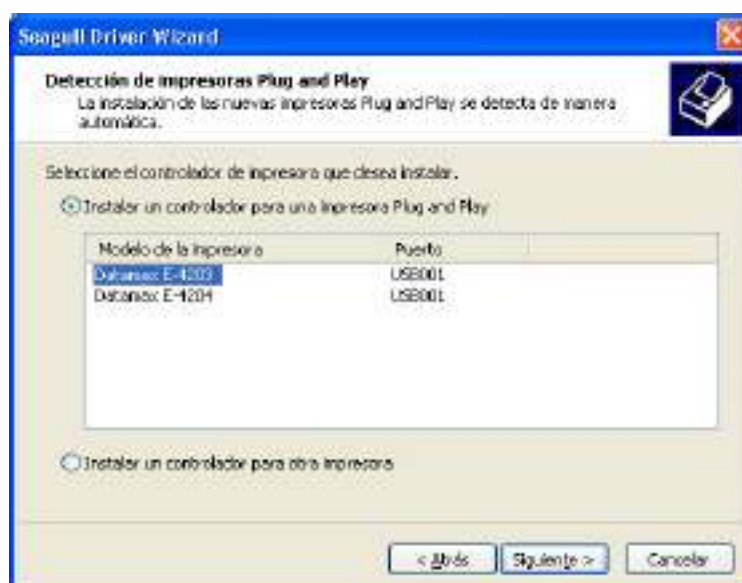 Seagull Driver Wizard
Detección de impresoras Plug and Play
La instalación de las nuevas impresoras Plug and Play se detecta de manera
automática.
Seleccione el controlador de impresora que desea instalar.
Instalar un controlador para una impresora Plug and Play
Modelo de la impresora Puerto
Datamax E-4203 USB001
Datamax E-4204 USB001
Instalar un controlador para otra impresora
< Atrás Siguiente > Cancelar